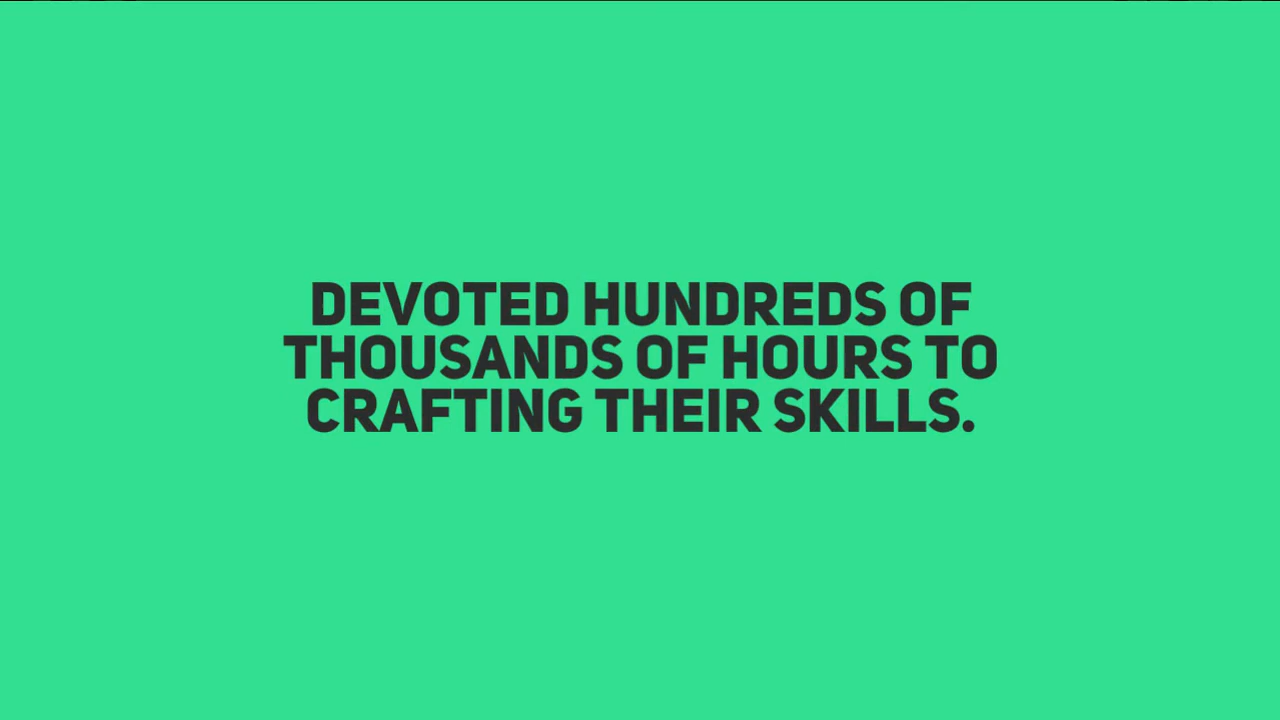 DEVOTED HUNDREDS OF
THOUSANDS OF HOURS TO
CRAFTING THEIR SKILLS.